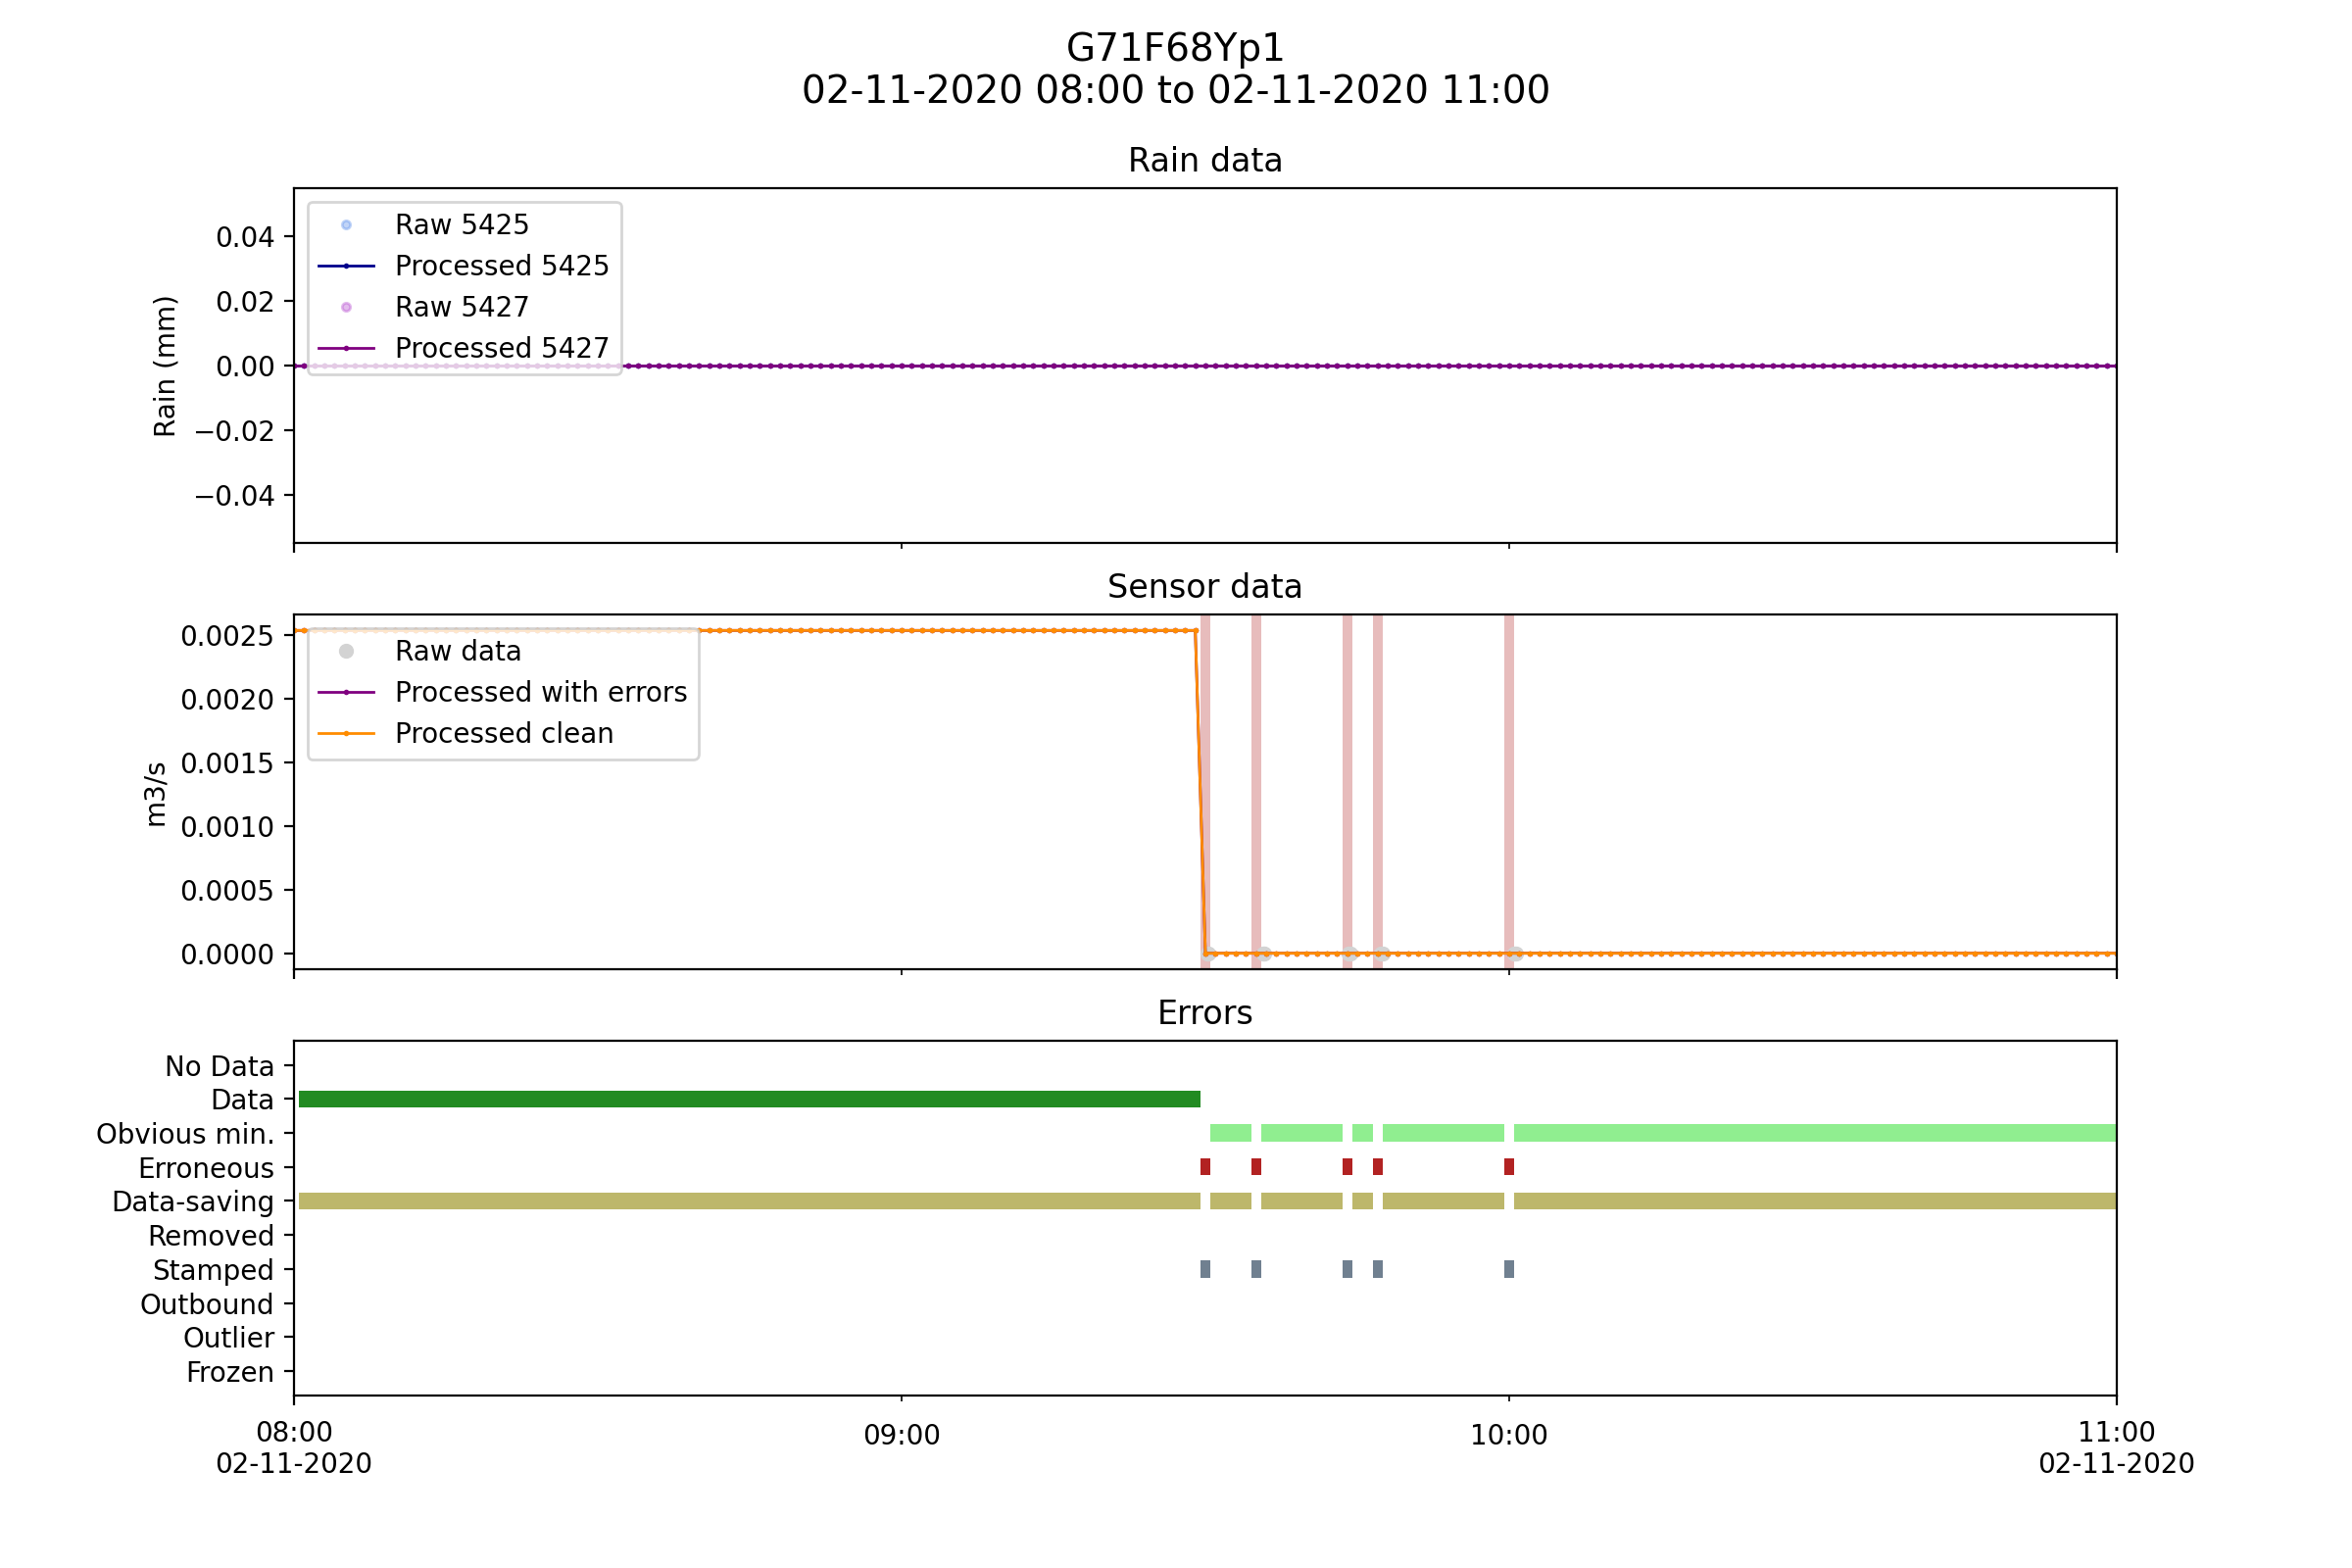 G71F68Yp1
02-11-2020 08:00 to 02-11-2020 11:00
Rain data
Rain (mm)
0.04
0.02
0.00
−0.02
−0.04
Raw 5425
Processed 5425
Raw 5427
Processed 5427
Sensor data
m3/s
0.0025
0.0020
0.0015
0.0010
0.0005
0.0000
Raw data
Processed with errors
Processed clean
Errors
No Data
Data
Obvious min.
Erroneous
Data-saving
Removed
Stamped
Outbound
Outlier
Frozen
08:00 09:00 10:00 11:00
02-11-2020 02-11-2020